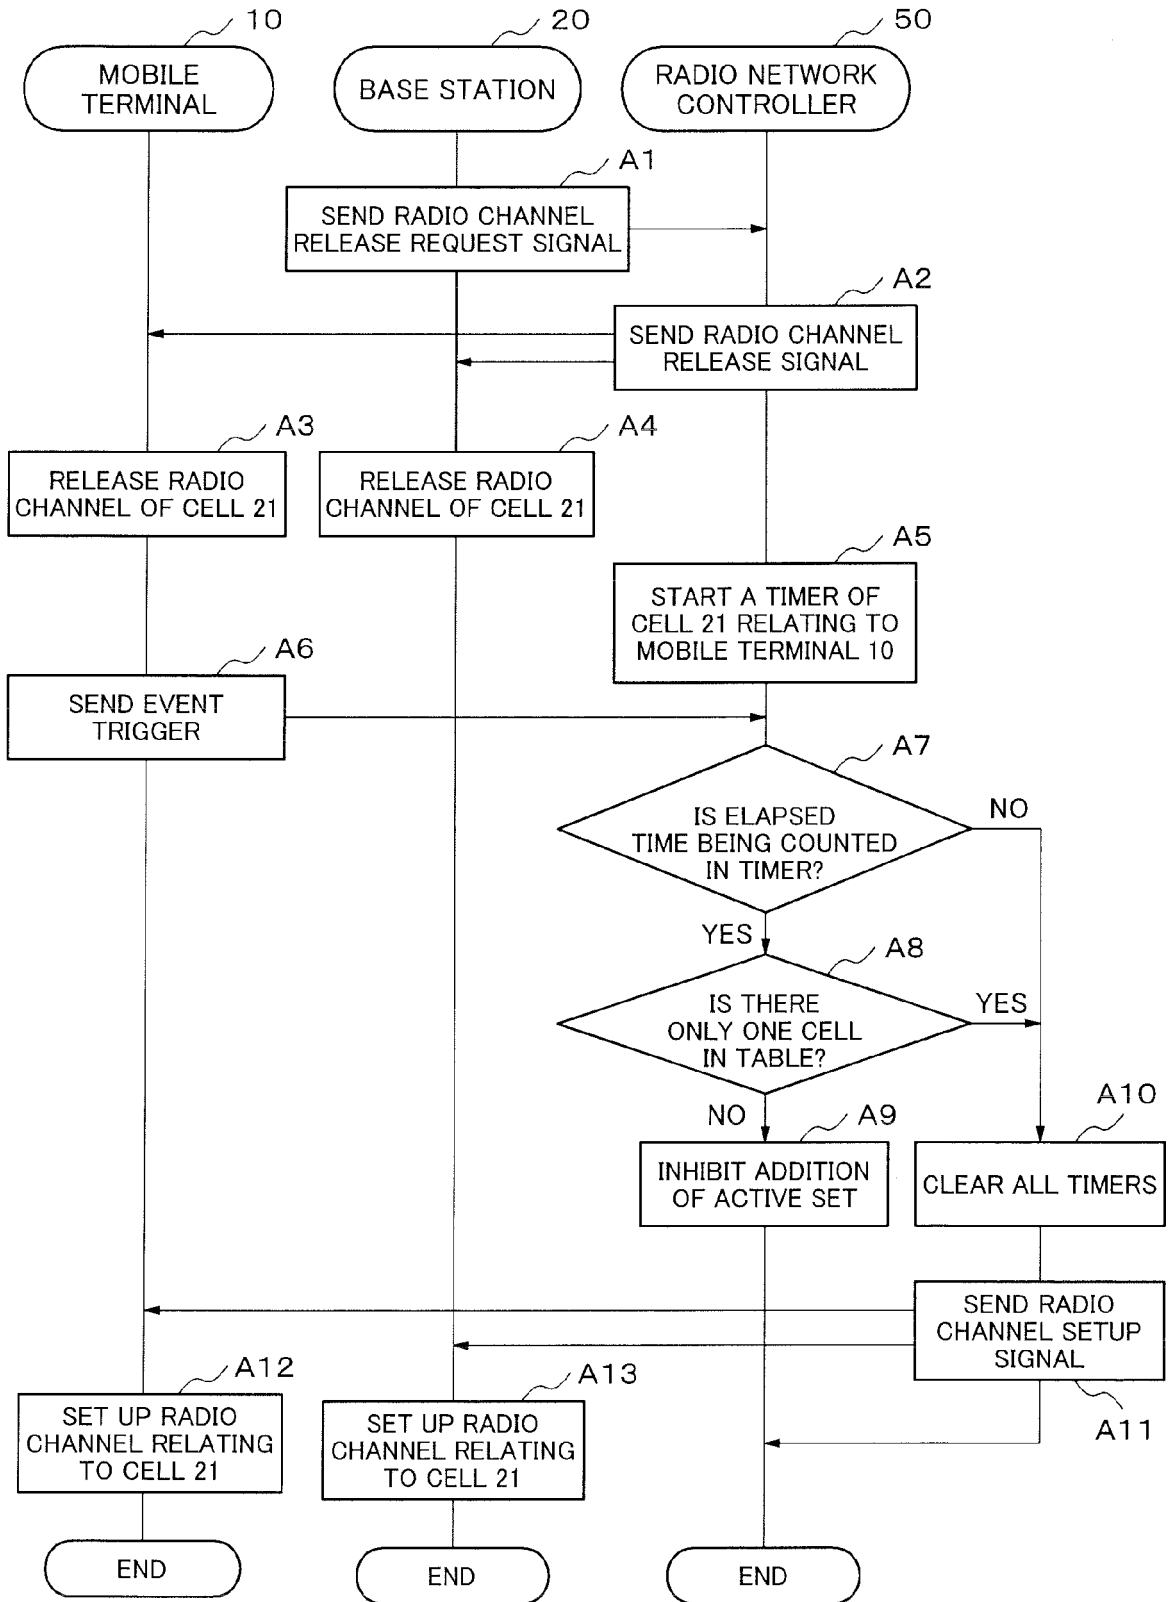 10
20
50
MOBILE
TERMINAL
BASE STATION
RADIO NETWORK
CONTROLLER
A1
SEND RADIO CHANNEL
RELEASE REQUEST SIGNAL
A2
SEND RADIO CHANNEL
RELEASE SIGNAL
A3
RELEASE RADIO
CHANNEL OF CELL 21
A4
RELEASE RADIO
CHANNEL OF CELL 21
A5
START A TIMER OF
CELL 21 RELATING TO
MOBILE TERMINAL 10
A6
SEND EVENT
TRIGGER
A7
IS ELAPSED
TIME BEING COUNTED
IN TIMER?
NO
YES
A8
IS THERE
ONLY ONE CELL
IN TABLE?
YES
NO
A9
INHIBIT ADDITION
OF ACTIVE SET
A10
CLEAR ALL TIMERS
SEND RADIO
CHANNEL SETUP
SIGNAL
A11
A12
SET UP RADIO
CHANNEL RELATING
TO CELL 21
A13
SET UP RADIO
CHANNEL RELATING
TO CELL 21
END
END
END